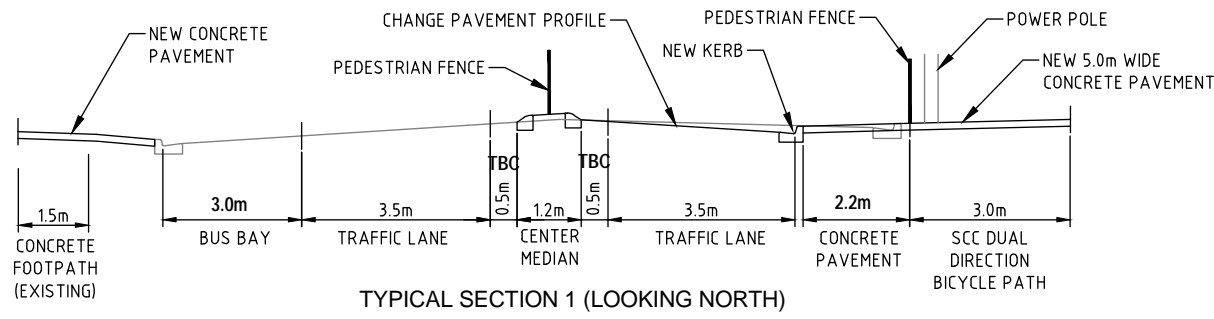 NEW CONCRETE
PAVEMENT
CHANGE PAVEMENT PROFILE
PEDESTRIAN FENCE
NEW KERB
PEDESTRIAN FENCE
POWER POLE
NEW 5.0m WIDE
CONCRETE PAVEMENT
TBC
TBC
1.5m
3.0m
3.5m
0.5m
1.2m
0.5m
3.5m
2.2m
3.0m
CONCRETE
FOOTPATH
(EXISTING)
BUS BAY
TRAFFIC LANE
CENTER
MEDIAN
TRAFFIC LANE
CONCRETE
PAVEMENT
SCC DUAL
DIRECTION
BICYCLE PATH
TYPICAL SECTION 1 (LOOKING NORTH)